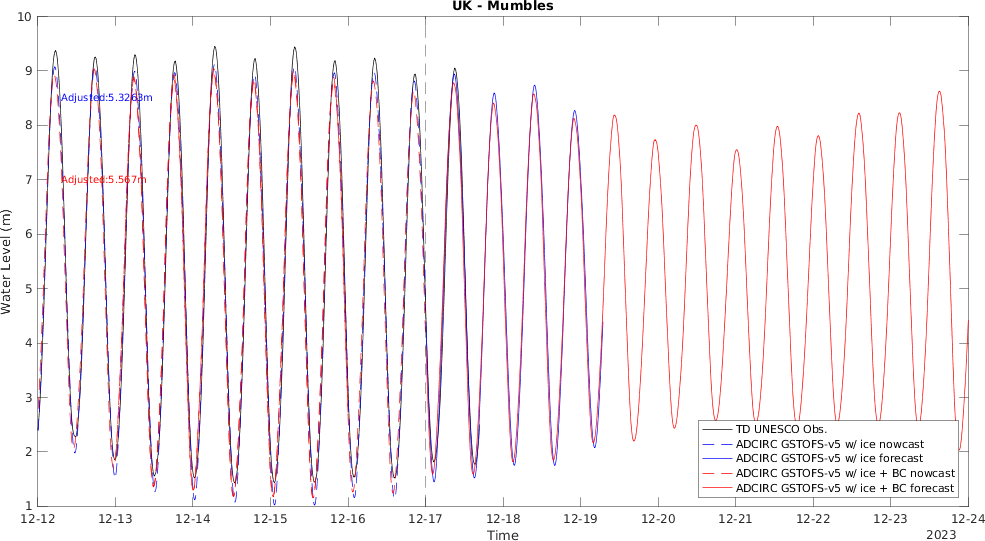 UK - Mumbles
10
9
8
7
6
5
4
3
2
1
Water Level (m)
Adjusted:5.3263m
Adjusted:5.567m
TD UNESCO Obs.
ADCIRC GSTOFS-v5 w/ ice nowcast
ADCIRC GSTOFS-v5 w/ ice forecast
ADCIRC GSTOFS-v5 w/ ice + BC nowcast
ADCIRC GSTOFS-v5 w/ ice + BC forecast
12-12 12-13 12-14 12-15 12-16 12-17 12-18 12-19 12-20 12-21 12-22 12-23 12-24
Time
2023